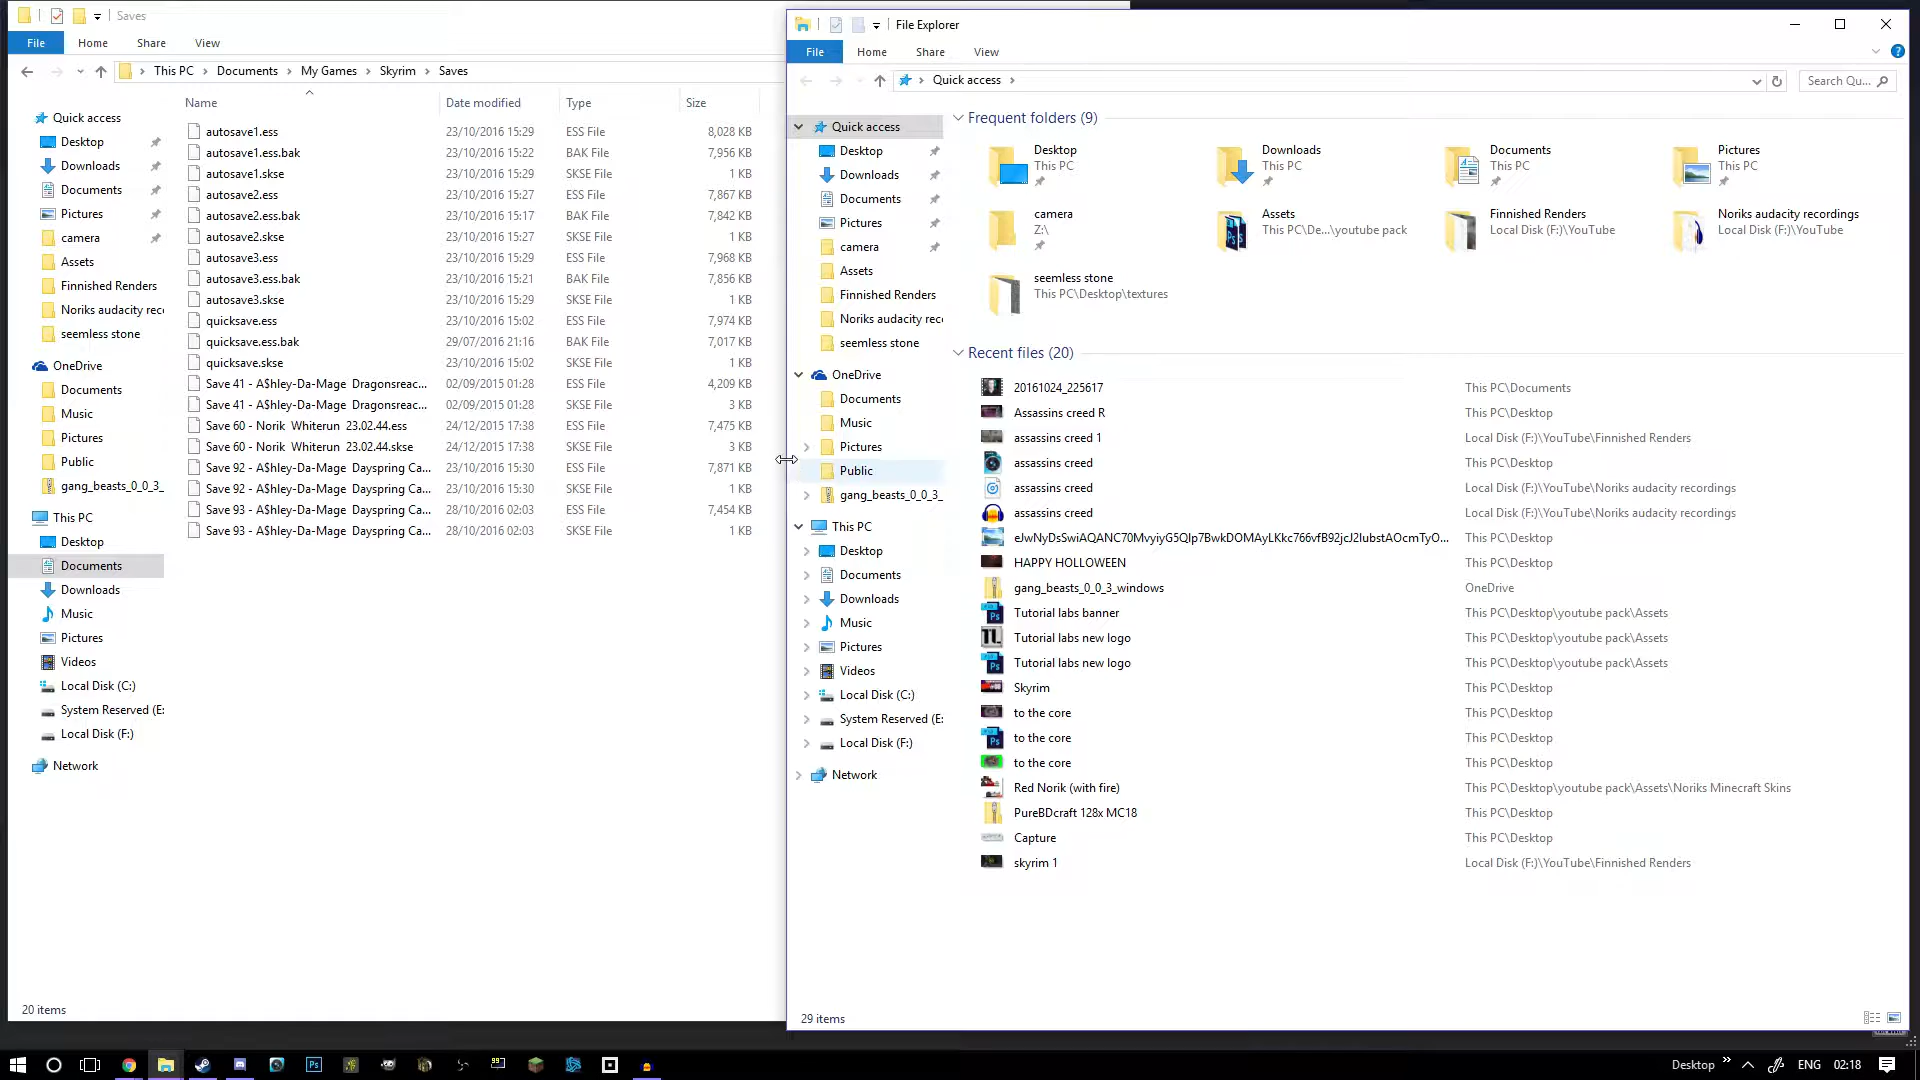 Saves
File Home Share View
This PC Documents My Games Skyrim Saves
Name Date modified Type Size
Quick access
Desktop
Downloads
Documents
Pictures
camera
Assets
Finnished Renders
Noriks audacity rec
seemless stone
OneDrive
Documents
Music
Pictures
Public
gang_beasts_0_0_3_
This PC
Desktop
Documents
Downloads
Music
Pictures
Videos
Local Disk (C:)
System Reserved (E:
Local Disk (F:)
Network
autosave1.ess 23/10/2016 15:29 ESS File 8,028 KB
autosave1.ess.bak 23/10/2016 15:22 BAK File 7,956 KB
autosave1.skse 23/10/2016 15:29 SKSE File 1 KB
autosave2.ess 23/10/2016 15:27 ESS File 7,867 KB
autosave2.ess.bak 23/10/2016 15:17 BAK File 7,842 KB
autosave2.skse 23/10/2016 15:27 SKSE File 1 KB
autosave3.ess 23/10/2016 15:29 ESS File 7,968 KB
autosave3.ess.bak 23/10/2016 15:21 BAK File 7,856 KB
autosave3.skse 23/10/2016 15:29 SKSE File 1 KB
quicksave.ess 23/10/2016 15:02 ESS File 7,974 KB
quicksave.ess.bak 29/07/2016 21:16 BAK File 7,017 KB
quicksave.skse 23/10/2016 15:02 SKSE File 1 KB
Save 41 - A$hley-Da-Mage Dragonsreac... 02/09/2015 01:28 ESS File 4,209 KB
Save 41 - A$hley-Da-Mage Dragonsreac... 02/09/2015 01:28 SKSE File 3 KB
Save 60 - Norik Whiterun 23.02.44.ess 24/12/2015 17:38 ESS File 7,475 KB
Save 60 - Norik Whiterun 23.02.44.skse 24/12/2015 17:38 SKSE File 3 KB
Save 92 - A$hley-Da-Mage Dayspring Ca... 23/10/2016 15:30 ESS File 7,871 KB
Save 92 - A$hley-Da-Mage Dayspring Ca... 23/10/2016 15:30 SKSE File 1 KB
Save 93 - A$hley-Da-Mage Dayspring Ca... 28/10/2016 02:03 ESS File 7,454 KB
Save 93 - A$hley-Da-Mage Dayspring Ca... 28/10/2016 02:03 SKSE File 1 KB
20 items
File Explorer
File Home Share View
Quick access
Search Qu...
Quick access
Desktop
Downloads
Documents
Pictures
camera
Assets
Finnished Renders
Noriks audacity reco
seemless stone
OneDrive
Documents
Music
Pictures
Public
gang_beasts_0_0_3_
This PC
Desktop
Documents
Downloads
Music
Pictures
Videos
Local Disk (C:)
System Reserved (E:
Local Disk (F:)
Network
Frequent folders (9)
Desktop
This PC
Downloads
This PC
Documents
This PC
Pictures
This PC
camera
Z:\
Assets
This PC\De...\youtube pack
Finnished Renders
Local Disk (F:)\YouTube
Noriks audacity recordings
Local Disk (F:)\YouTube
seemless stone
This PC\Desktop\textures
Recent files (20)
20161024_225617 This PC\Documents
Assassins creed R This PC\Desktop
assassins creed 1 Local Disk (F:)\YouTube\Finnished Renders
assassins creed This PC\Desktop
assassins creed Local Disk (F:)\YouTube\Noriks audacity recordings
assassins creed Local Disk (F:)\YouTube\Noriks audacity recordings
This PC\Desktop
HAPPY HOLLOWEEN This PC\Desktop
gang_beasts_0_0_3_windows OneDrive
Tutorial labs banner This PC\Desktop\youtube pack\Assets
Tutorial labs new logo This PC\Desktop\youtube pack\Assets
Tutorial labs new logo This PC\Desktop\youtube pack\Assets
Skyrim This PC\Desktop
to the core This PC\Desktop
to the core This PC\Desktop
to the core This PC\Desktop
Red Norik (with fire) This PC\Desktop\youtube pack\Assets\Noriks Minecraft Skins
PureBDcraft 128x MC18 This PC\Desktop
Capture This PC\Desktop
skyrim 1 Local Disk (F:)\YouTube\Finnished Renders
29 items
Desktop ENG 02:18